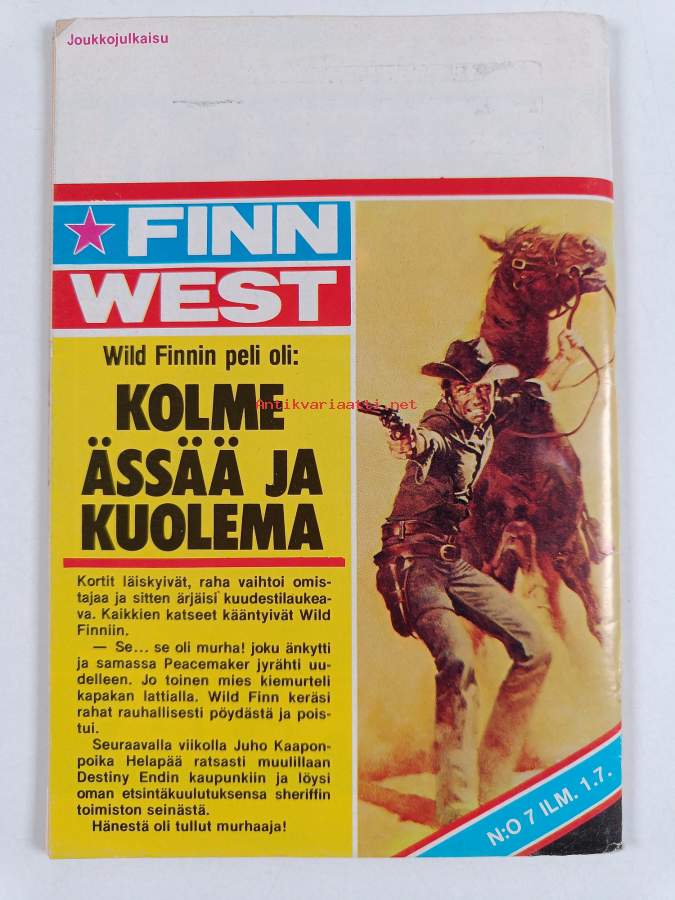 Joukkojulkaisu
FINN
WEST
Wild Finnin peli oli:
KOLME
ÄSSÄÄ JA
KUOLEMA
Kortit läiskyivät, raha vaihtoi omis-
tajaa ja sitten ärjäisi kuudestilaukea-
va. Kaikkien katseet kääntyivät Wild
Finniin.
— Se... se oli murha! joku änkytti
ja samassa Peacemaker jyrähti uu-
delleen. Jo toinen mies kiemurteli
kapakan lattialla. Wild Finn keräsi
rahat rauhallisesti pöydästä ja pois-
tui.
Seuraavalla viikolla Juho Kaapon-
poika Helapää ratsasti muulillaan
Destiny Endin kaupunkiin ja löysi
oman etsintäkuulutuksensa sheriffin
toimiston seinästä.
Hänestä oli tullut murhaaja!
N:O 7 ILM. 1.7.
Antikvariaatti.net